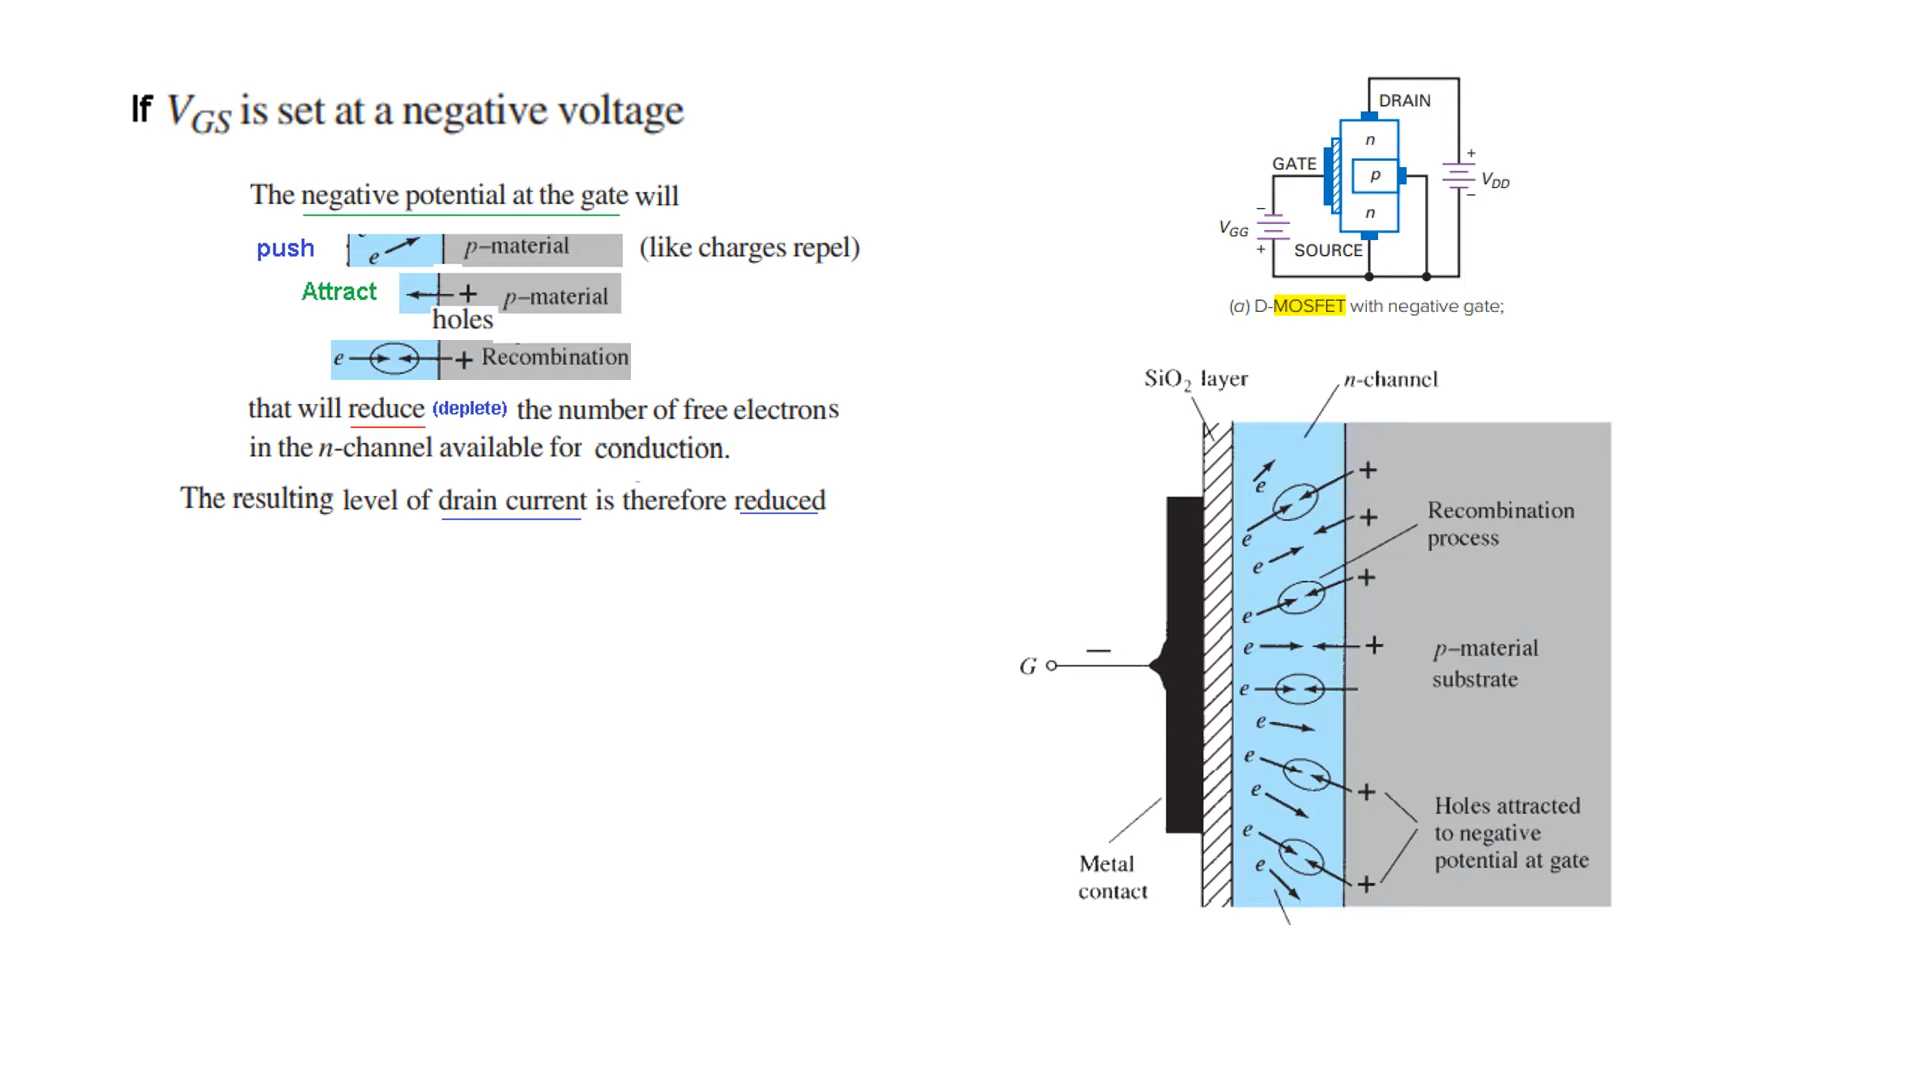 If V_GS is set at a negative voltage
The negative potential at the gate will
push e p–material (like charges repel)
Attract + p–material
holes
e + Recombination
that will reduce (deplete) the number of free electrons
in the n-channel available for conduction.
The resulting level of drain current is therefore reduced
DRAIN
n
GATE
p
+
V_DD
–
n
–
V_GG
+
SOURCE
(a) D-MOSFET with negative gate;
SiO₂ layer
n-channel
e +
e +
Recombination
process
e
e +
G –
e +
p–material
substrate
e
e
e +
e
e +
e
Holes attracted
to negative
potential at gate
Metal
contact